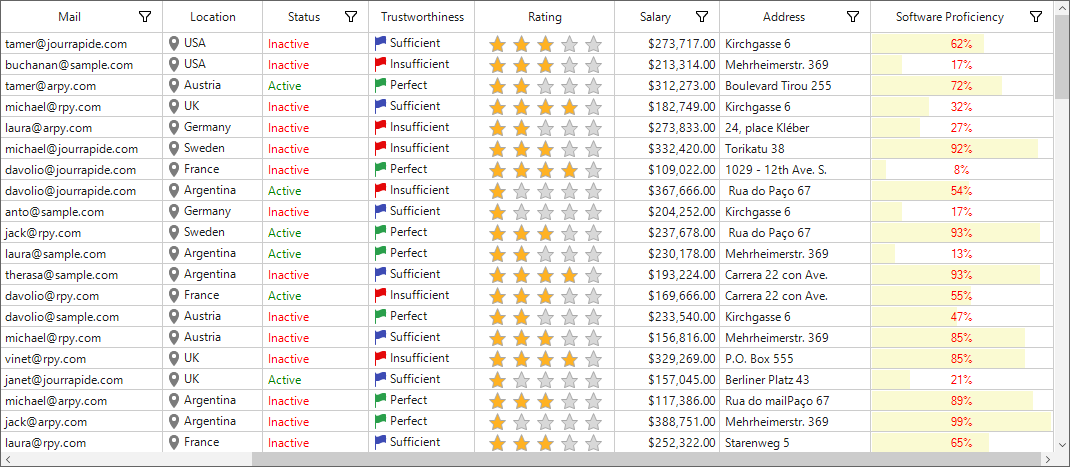 Mail Location Status Trustworthiness Rating Salary Address Software Proficiency
tamer@jourrapide.com USA Inactive Sufficient $273,717.00 Kirchgasse 6 62%
buchanan@sample.com USA Inactive Insufficient $213,314.00 Mehrheimerstr. 369 17%
tamer@arpy.com Austria Active Perfect $312,273.00 Boulevard Tirou 255 72%
michael@rpy.com UK Inactive Sufficient $182,749.00 Kirchgasse 6 32%
laura@arpy.com Germany Inactive Insufficient $273,833.00 24, place Kléber 27%
michael@jourrapide.com Sweden Inactive Insufficient $332,420.00 Torikatu 38 92%
davolio@jourrapide.com France Inactive Perfect $109,022.00 1029 - 12th Ave. S. 8%
davolio@jourrapide.com Argentina Active Insufficient $367,666.00 Rua do Paço 67 54%
anto@sample.com Germany Inactive Sufficient $204,252.00 Kirchgasse 6 17%
jack@rpy.com Sweden Active Perfect $237,678.00 Rua do Paço 67 93%
laura@sample.com Argentina Active Perfect $230,178.00 Mehrheimerstr. 369 13%
therasa@sample.com Argentina Inactive Sufficient $193,224.00 Carrera 22 con Ave. 93%
davolio@rpy.com France Active Insufficient $169,666.00 Carrera 22 con Ave. 55%
davolio@sample.com Austria Active Perfect $233,540.00 Kirchgasse 6 47%
michael@rpy.com Austria Inactive Sufficient $156,816.00 Mehrheimerstr. 369 85%
vinet@rpy.com UK Inactive Insufficient $329,269.00 P.O. Box 555 85%
janet@jourrapide.com UK Active Sufficient $157,045.00 Berliner Platz 43 21%
michael@arpy.com Argentina Inactive Perfect $117,386.00 Rua do mailPaço 67 89%
jack@arpy.com Argentina Inactive Perfect $388,751.00 Mehrheimerstr. 369 99%
laura@rpy.com France Inactive Sufficient $252,322.00 Starenweg 5 65%